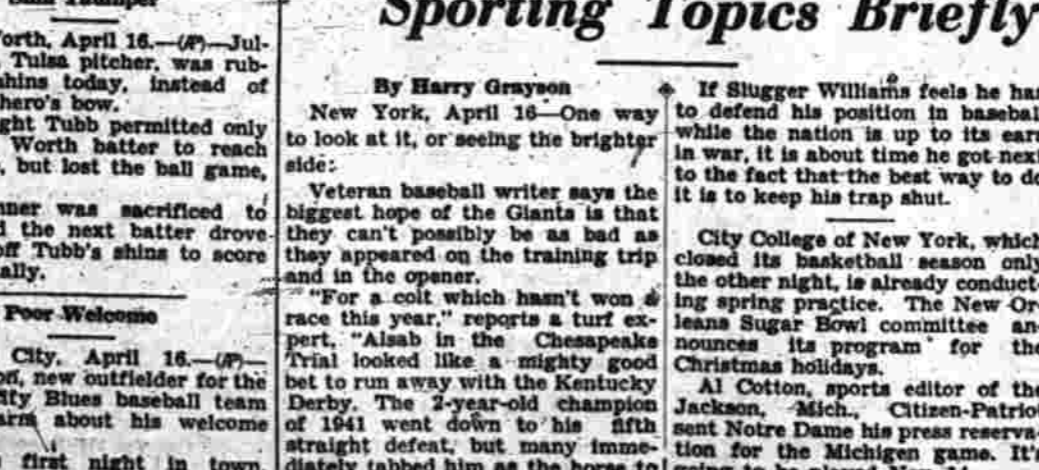 Sporting Topics Briefly
orth, April 16.—(AP)—Jul-
Tulsa pitcher, was rub-
shins today, instead of
hero's bow.
ght Tubb permitted only
Worth batter to reach
, but lost the ball game,
nner was sacrificed to
d the next batter drove
off Tubb's shins to score
ally.
Poor Welcome
City, April 16.—(AP)—
on, new outfielder for the
ity Blues baseball team
arm about his welcome
first night in town,
By Harry Grayson
New York, April 16—One way
to look at it, or seeing the brighter
side:
Veteran baseball writer says the
biggest hope of the Giants is that
they can't possibly be as bad as
they appeared on the training trip
and in the opener.
"For a colt which hasn't won a
race this year," reports a turf ex-
pert, "Alsab in the Chesapeake
Trial looked like a mighty good
bet to run away with the Kentucky
Derby. The 2-year-old champion
of 1941 went down to his fifth
straight defeat, but many imme-
diately tabbed him as the horse to
If Slugger Williams feels he has
to defend his position in baseball
while the nation is up to its ears
in war, it is about time he got next
to the fact that the best way to do
it is to keep his trap shut.
City College of New York, which
closed its basketball season only
the other night, is already conduct-
ing spring practice. The New Or-
leans Sugar Bowl committee an-
nounces its program for the
Christmas holidays.
Al Cotton, sports editor of the
Jackson, Mich., Citizen-Patriot
sent Notre Dame his press reserva-
tion for the Michigen game. It's